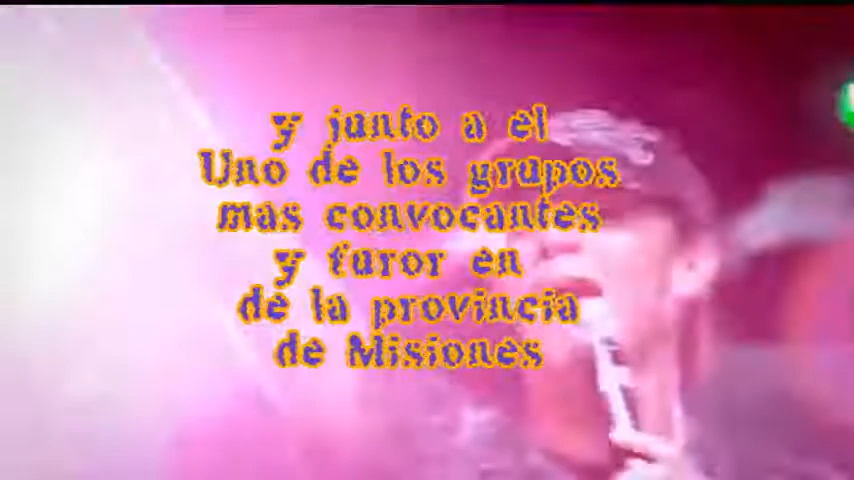 y junto a el
Uno de los grupos
mas convocantes
y furor en
de la provincia
de Misiones